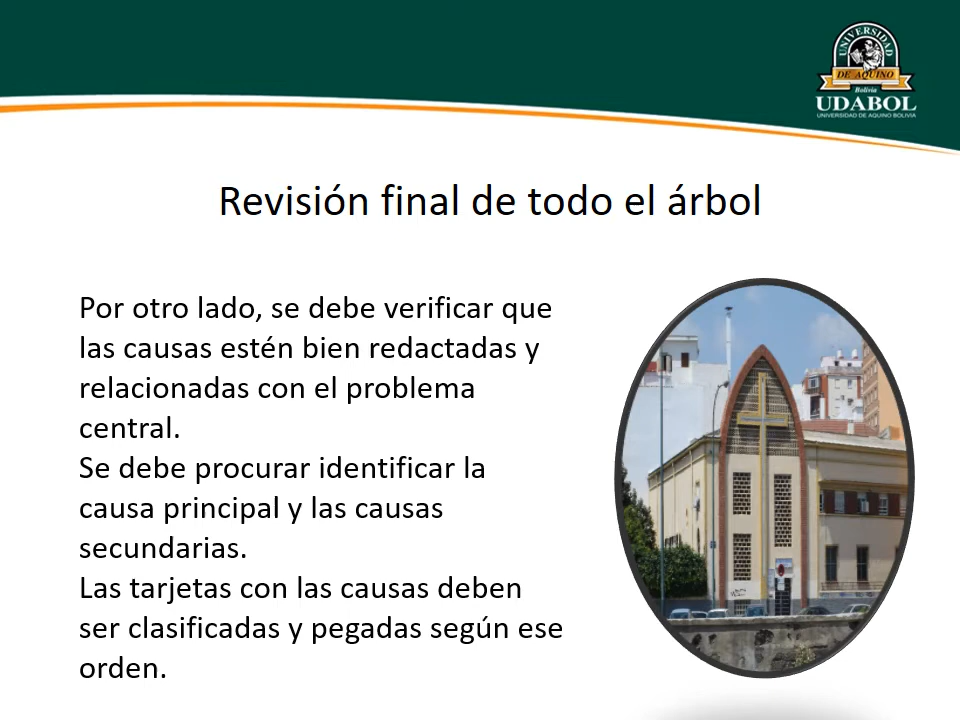 UNIVERSIDAD
DE AQUINO
Bolivia
UDABOL
UNIVERSIDAD DE AQUINO BOLIVIA
Revisión final de todo el árbol
Por otro lado, se debe verificar que
las causas estén bien redactadas y
relacionadas con el problema
central.
Se debe procurar identificar la
causa principal y las causas
secundarias.
Las tarjetas con las causas deben
ser clasificadas y pegadas según ese
orden.